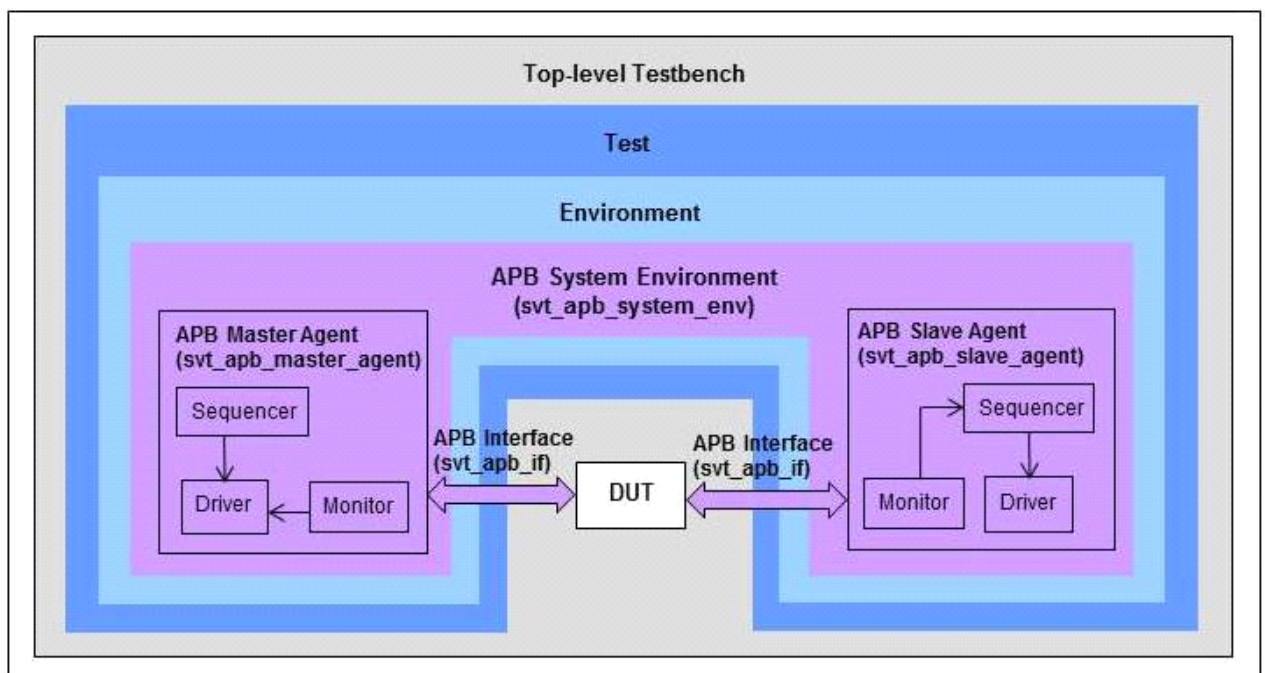 Top-level Testbench
Test
Environment
APB System Environment
(svt_apb_system_env)
APB Master Agent
(svt_apb_master_agent)
Sequencer
Driver
Monitor
APB Interface
(svt_apb_if)
DUT
APB Interface
(svt_apb_if)
APB Slave Agent
(svt_apb_slave_agent)
Sequencer
Monitor
Driver